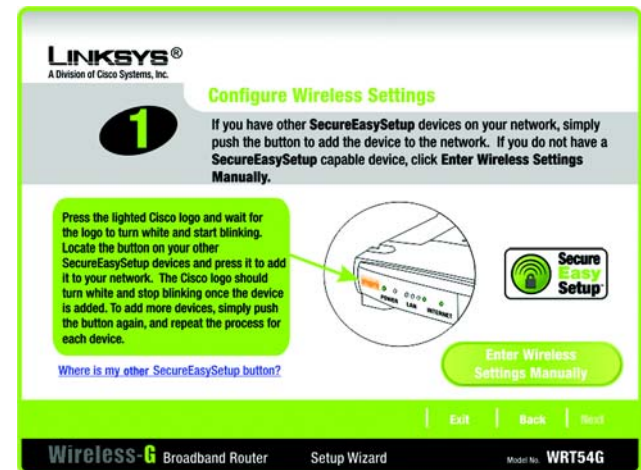 LINKSYS®
A Division of Cisco Systems, Inc.
Configure Wireless Settings
1
If you have other SecureEasySetup devices on your network, simply
push the button to add the device to the network. If you do not have a
SecureEasySetup capable device, click Enter Wireless Settings
Manually.
Press the lighted Cisco logo and wait for
the logo to turn white and start blinking.
Locate the button on your other
SecureEasySetup devices and press it to add
it to your network. The Cisco logo should
turn white and stop blinking once the device
is added. To add more devices, simply push
the button again, and repeat the process for
each device.
POWER LAN INTERNET
Secure
Easy
Setup
Where is my other SecureEasySetup button?
Enter Wireless
Settings Manually
Exit Back Next
Wireless-G Broadband Router Setup Wizard Model No. WRT54G